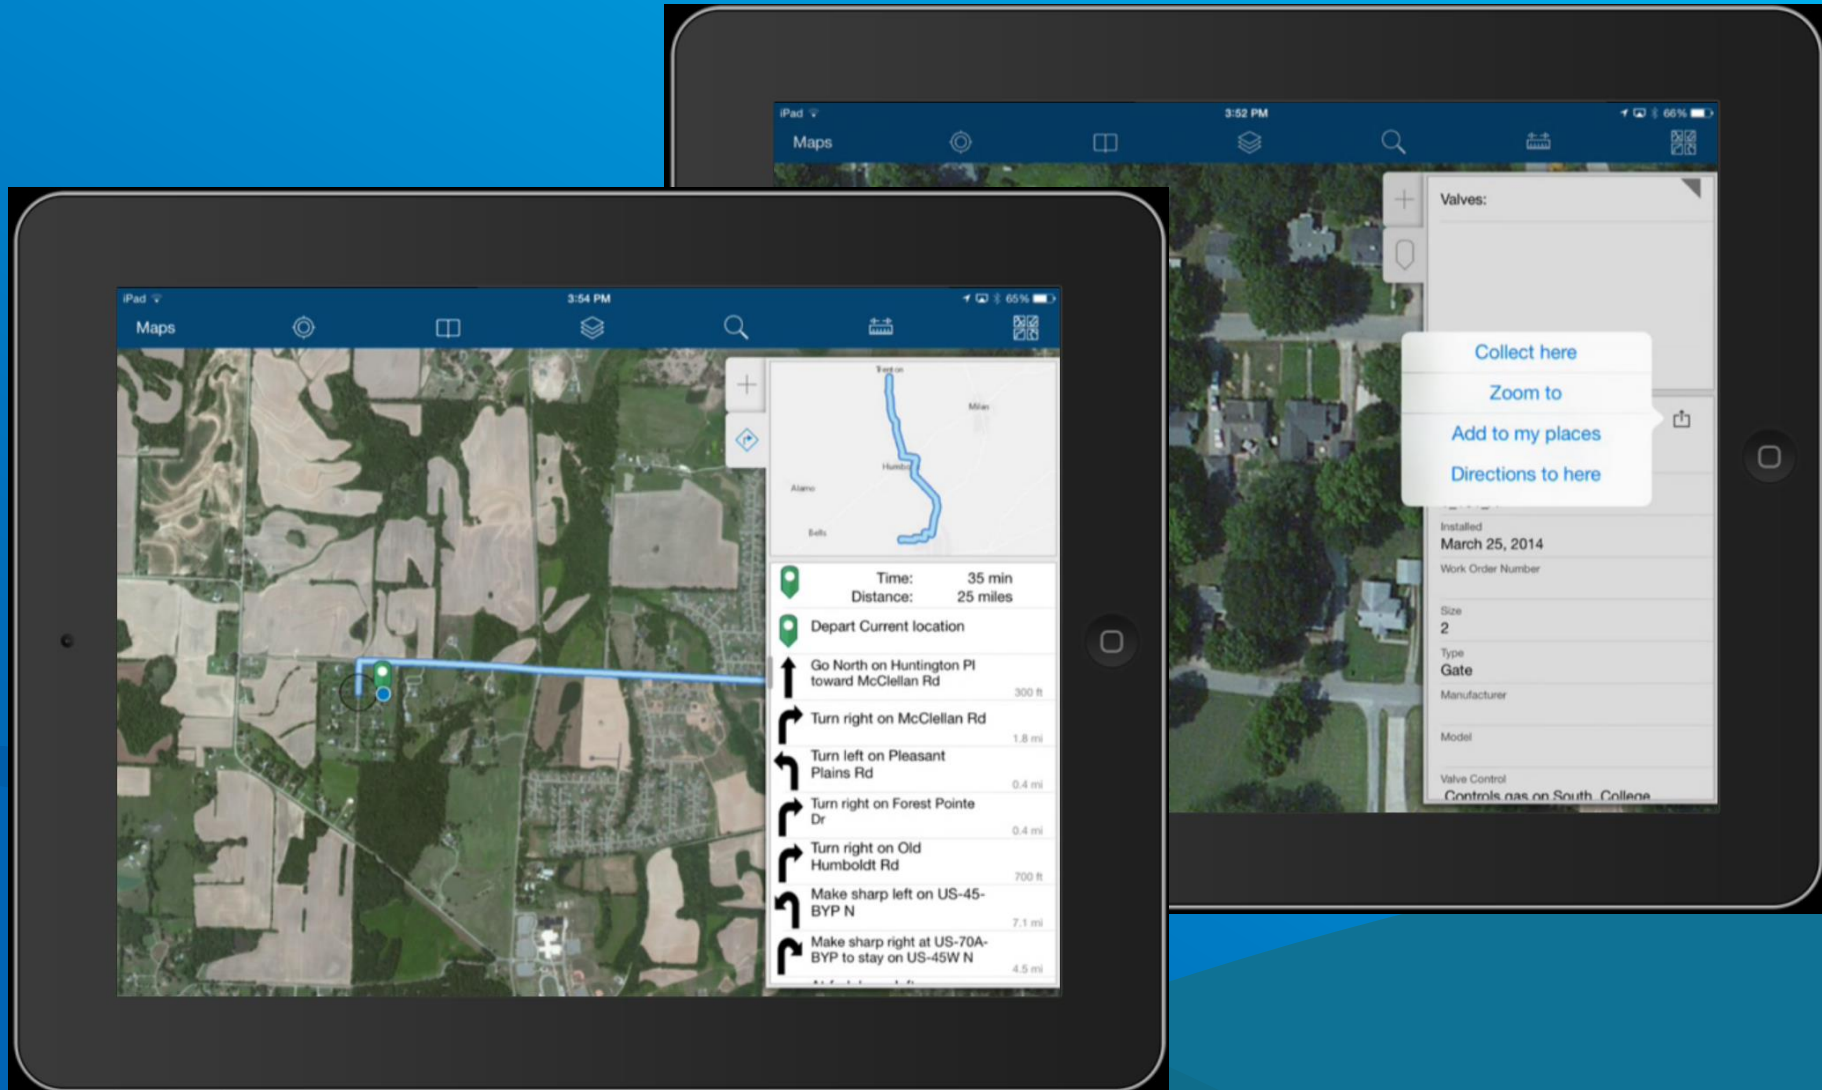 iPad
3:52 PM
66%
Maps
Valves:
Collect here
Zoom to
Add to my places
Directions to here
Installed
March 25, 2014
Work Order Number
Size
2
Type
Gate
Manufacturer
Model
Valve Control
Controls gas on South, College
iPad
3:54 PM
65%
Maps
Trenton
Milan
Humbo
Alamo
Bells
Time: 35 min
Distance: 25 miles
Depart Current location
Go North on Huntington Pl
toward McClellan Rd
300 ft
Turn right on McClellan Rd
1.8 mi
Turn left on Pleasant
Plains Rd
0.4 mi
Turn right on Forest Pointe
Dr
0.4 mi
Turn right on Old
Humboldt Rd
700 ft
Make sharp left on US-45-
BYP N
7.1 mi
Make sharp right at US-70A-
BYP to stay on US-45W N
4.5 mi